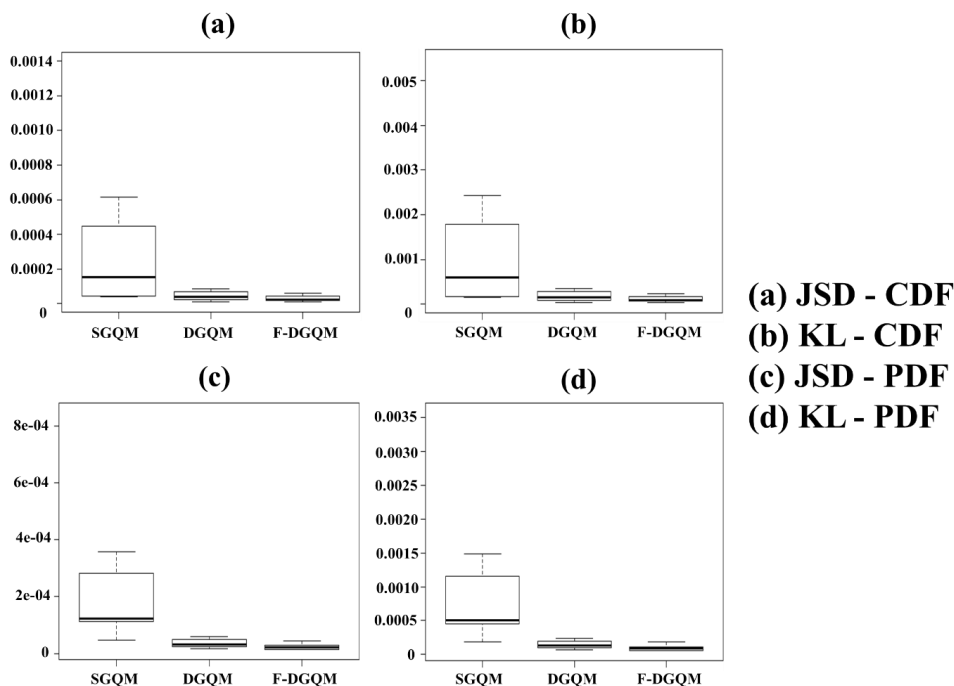 (a)
0.0014
0.0012
0.0010
0.0008
0.0006
0.0004
0.0002
0
SGQM DGQM F-DGQM
(b)
0.005
0.004
0.003
0.002
0.001
0
SGQM DGQM F-DGQM
(c)
8e-04
6e-04
4e-04
2e-04
0
SGQM DGQM F-DGQM
(d)
0.0035
0.0030
0.0025
0.0020
0.0015
0.0010
0.0005
0
SGQM DGQM F-DGQM
(a) JSD - CDF
(b) KL - CDF
(c) JSD - PDF
(d) KL - PDF